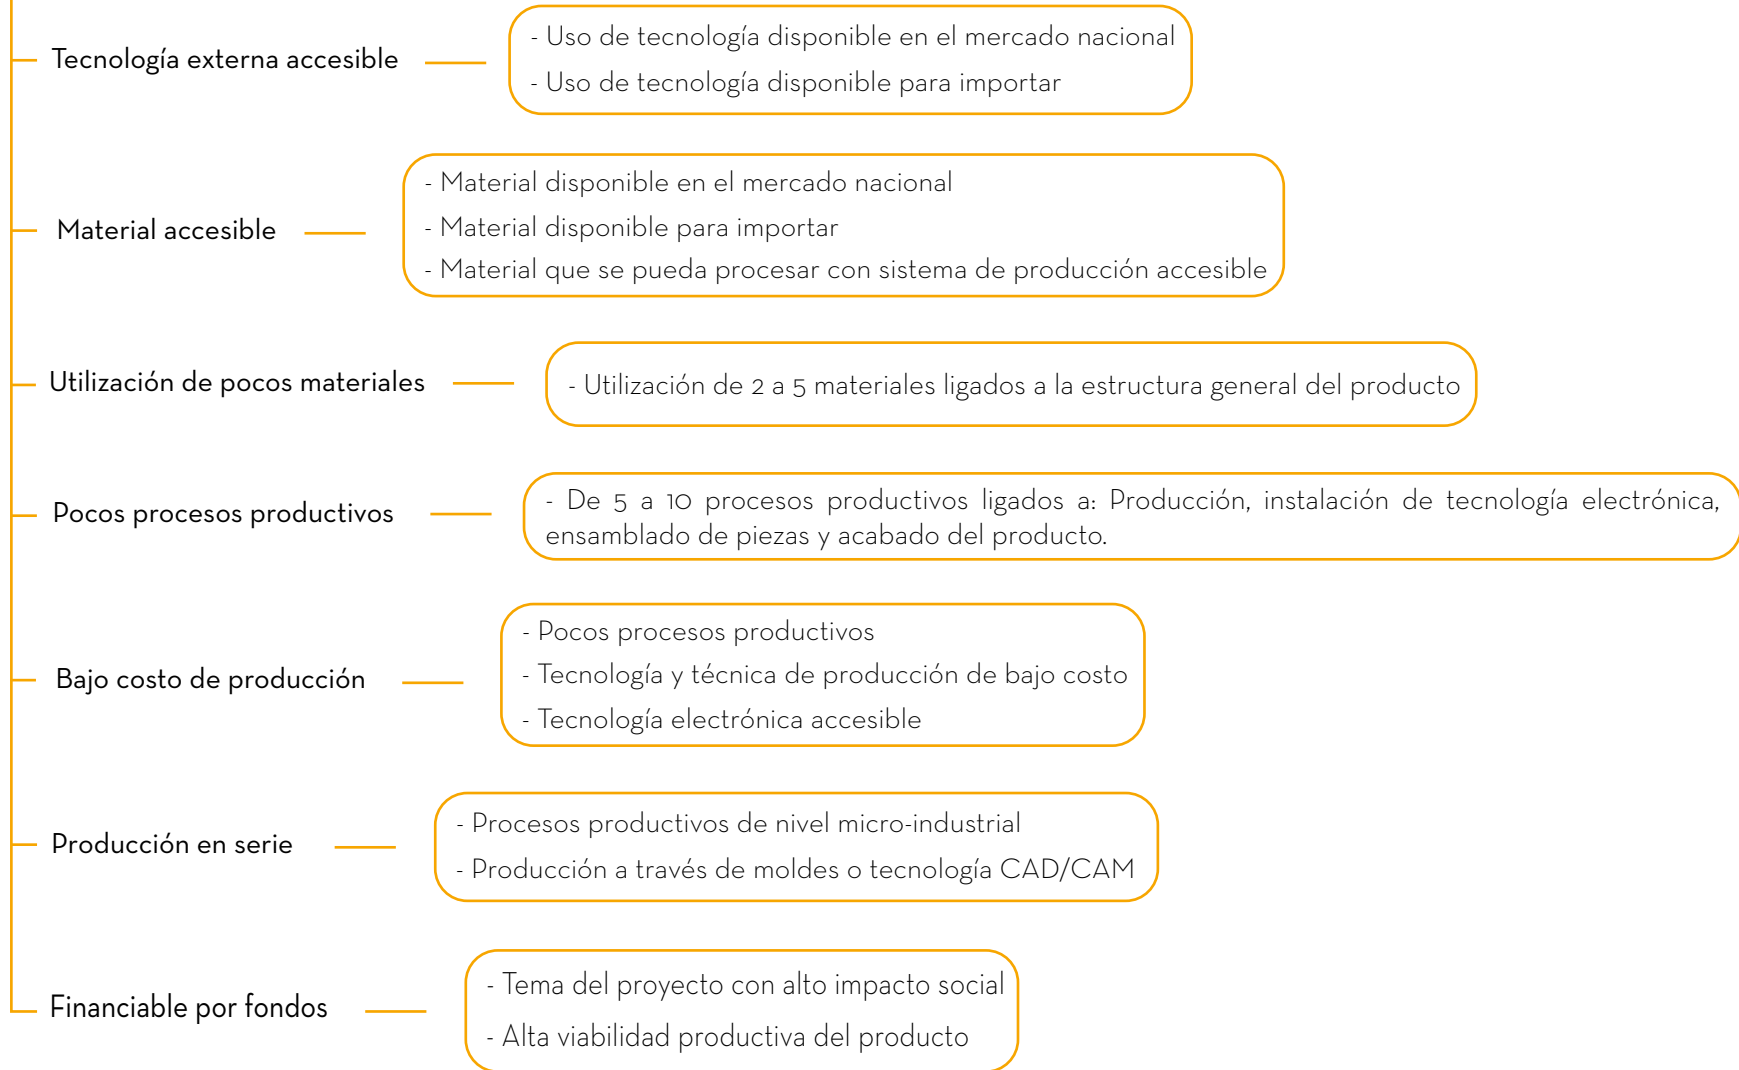 Tecnología externa accesible
- Uso de tecnología disponible en el mercado nacional
- Uso de tecnología disponible para importar
Material accesible
- Material disponible en el mercado nacional
- Material disponible para importar
- Material que se pueda procesar con sistema de producción accesible
Utilización de pocos materiales
- Utilización de 2 a 5 materiales ligados a la estructura general del producto
Pocos procesos productivos
- De 5 a 10 procesos productivos ligados a: Producción, instalación de tecnología electrónica,
ensamblado de piezas y acabado del producto.
Bajo costo de producción
- Pocos procesos productivos
- Tecnología y técnica de producción de bajo costo
- Tecnología electrónica accesible
Producción en serie
- Procesos productivos de nivel micro-industrial
- Producción a través de moldes o tecnología CAD/CAM
Financiable por fondos
- Tema del proyecto con alto impacto social
- Alta viabilidad productiva del producto